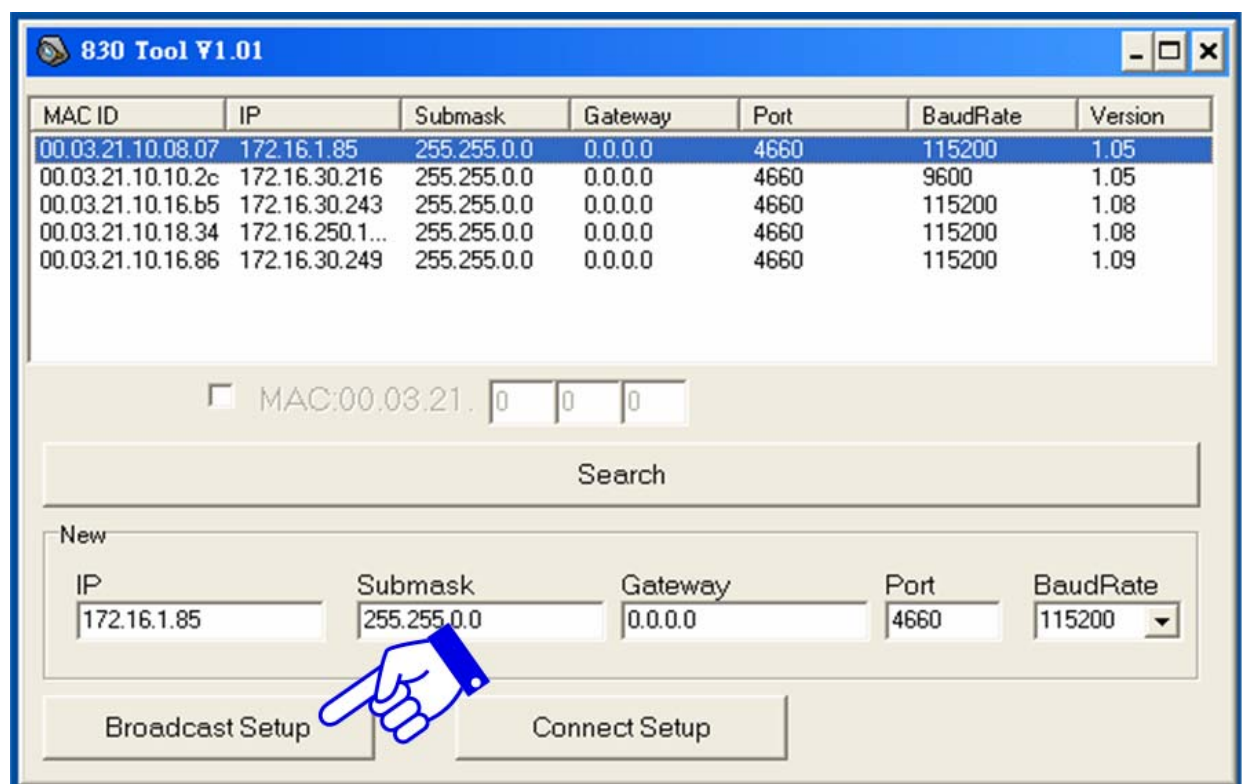 830 Tool V1.01
MAC ID IP Submask Gateway Port BaudRate Version
00.03.21.10.08.07 172.16.1.85 255.255.0.0 0.0.0.0 4660 115200 1.05
00.03.21.10.10.2c 172.16.30.216 255.255.0.0 0.0.0.0 4660 9600 1.05
00.03.21.10.16.b5 172.16.30.243 255.255.0.0 0.0.0.0 4660 115200 1.08
00.03.21.10.18.34 172.16.250.1... 255.255.0.0 0.0.0.0 4660 115200 1.08
00.03.21.10.16.86 172.16.30.249 255.255.0.0 0.0.0.0 4660 115200 1.09
MAC:00.03.21. 0 0 0
Search
New
IP Submask Gateway Port BaudRate
172.16.1.85 255.255.0.0 0.0.0.0 4660 115200
Broadcast Setup Connect Setup